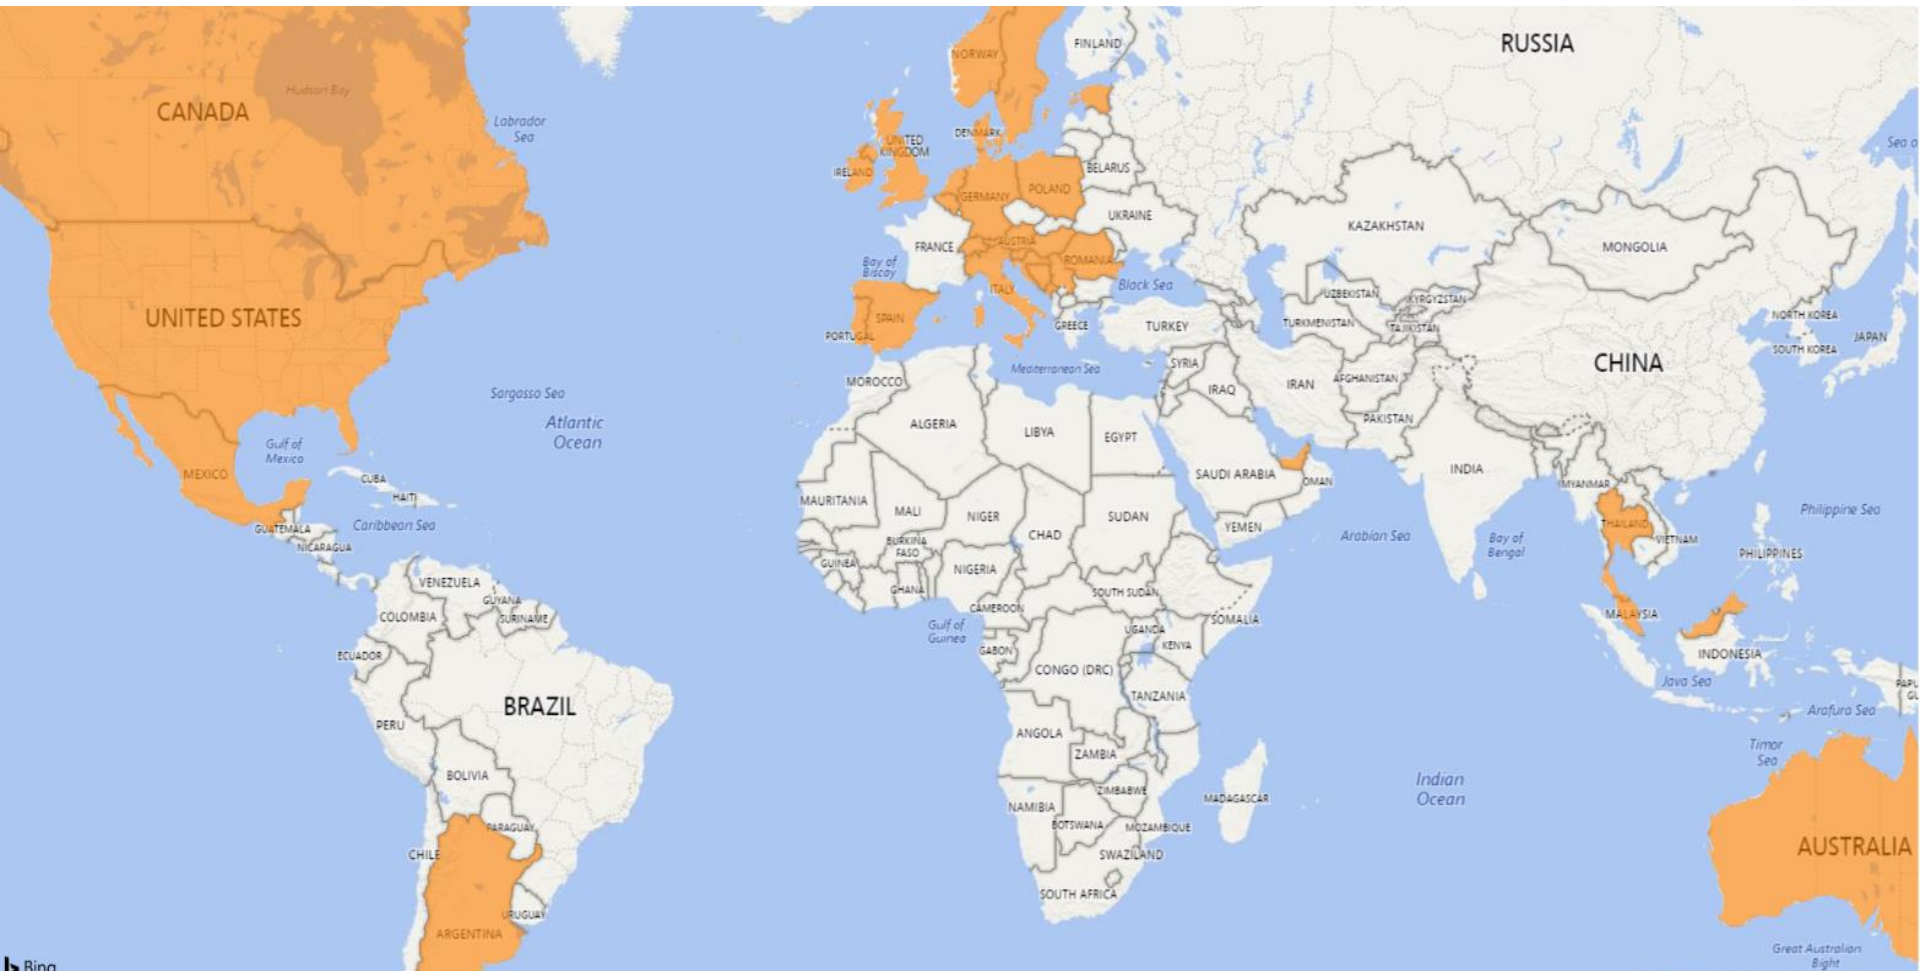 RUSSIA
FINLAND
NORWAY
CANADA
Hudson Bay
Labrador
Sea
DENMARK
UNITED
KINGDOM
IRELAND
BELARUS
GERMANY
POLAND
UKRAINE
KAZAKHSTAN
MONGOLIA
FRANCE
AUSTRIA
ROMANIA
Bay of
Biscay
ITALY
Black Sea
UZBEKISTAN
KYRGYZSTAN
UNITED STATES
SPAIN
PORTUGAL
GREECE
TURKEY
TURKMENISTAN
TAJIKISTAN
NORTH KOREA
SOUTH KOREA
JAPAN
CHINA
Mediterranean Sea
SYRIA
IRAQ
IRAN
AFGHANISTAN
PAKISTAN
MOROCCO
Sargasso Sea
Atlantic
Ocean
ALGERIA
LIBYA
EGYPT
Gulf of
Mexico
MEXICO
CUBA
HAITI
SAUDI ARABIA
OMAN
INDIA
MYANMAR
MAURITANIA
MALI
NIGER
CHAD
SUDAN
YEMEN
GUATEMALA
NICARAGUA
Caribbean Sea
Arabian Sea
Bay of
Bengal
THAILAND
VIETNAM
Philippine Sea
PHILIPPINES
BURKINA
FASO
GUINEA
GHANA
NIGERIA
CAMEROON
SOUTH SUDAN
SOMALIA
VENEZUELA
GUYANA
SURINAME
COLOMBIA
ECUADOR
Gulf of
Guinea
GABON
UGANDA
KENYA
CONGO (DRC)
TANZANIA
MALAYSIA
INDONESIA
Java Sea
Arafura Sea
Timor
Sea
BRAZIL
PERU
BOLIVIA
ANGOLA
ZAMBIA
ZIMBABWE
NAMIBIA
BOTSWANA
MOZAMBIQUE
MADAGASCAR
SWAZILAND
SOUTH AFRICA
Indian
Ocean
PARAGUAY
CHILE
URUGUAY
ARGENTINA
AUSTRALIA
Great Australian
Bight
Bing